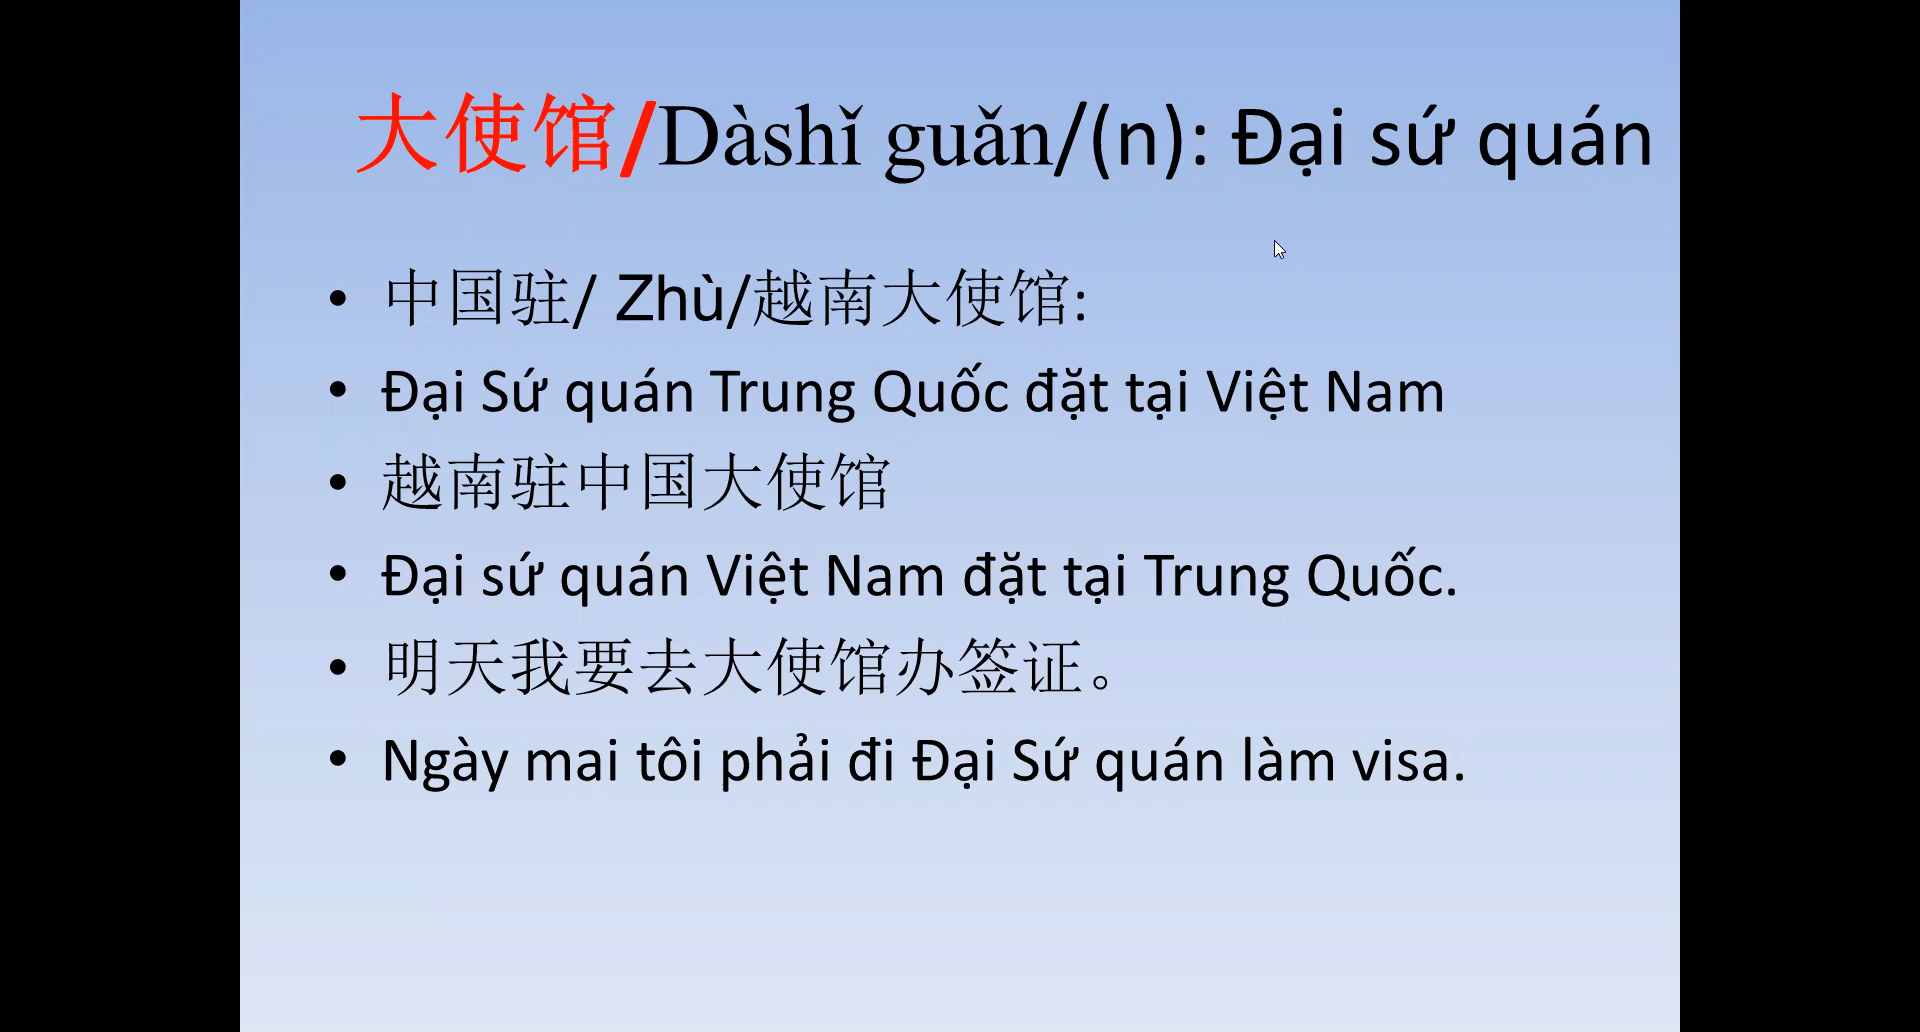 大使馆/Dàshǐ guǎn/(n): Đại sứ quán
• 中国驻/ Zhù/越南大使馆:
• Đại Sứ quán Trung Quốc đặt tại Việt Nam
• 越南驻中国大使馆
• Đại sứ quán Việt Nam đặt tại Trung Quốc.
• 明天我要去大使馆办签证。
• Ngày mai tôi phải đi Đại Sứ quán làm visa.